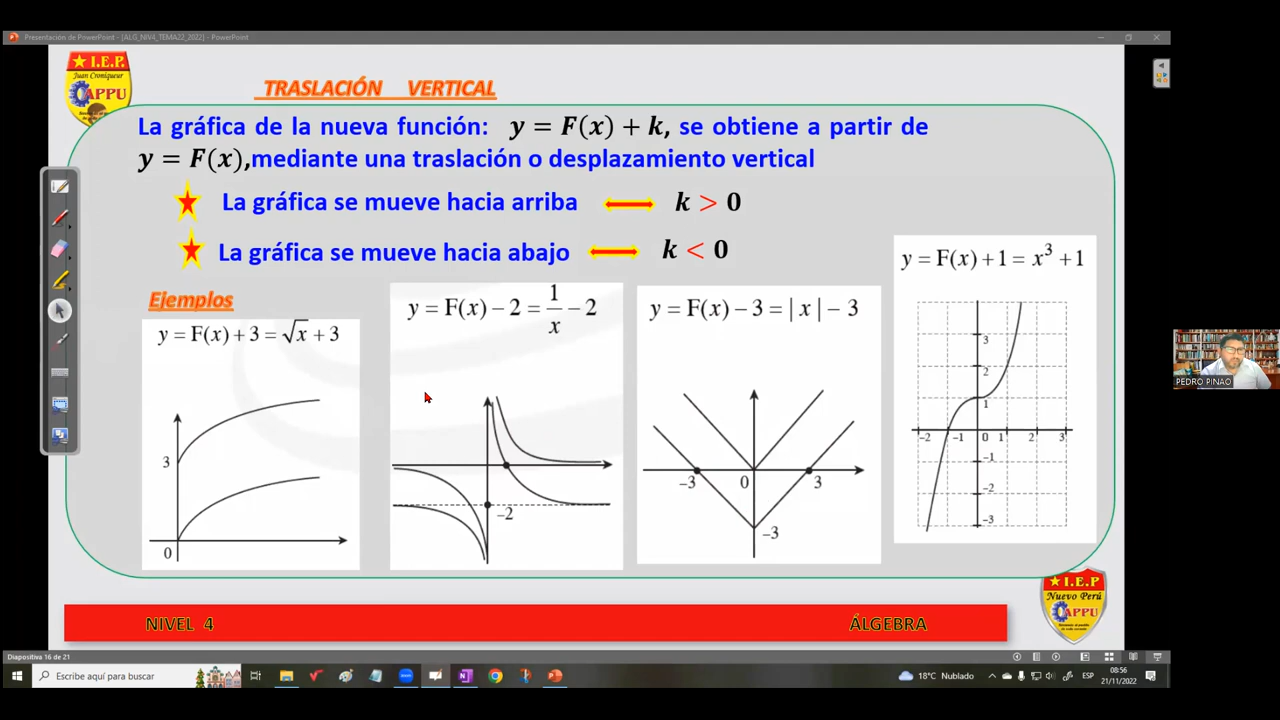 Presentación de PowerPoint - [ALG_NIV4_TEMA22_2022] - PowerPoint
I.E.P.
Juan Croniqueur
APPU
TRASLACIÓN VERTICAL
La gráfica de la nueva función: y = F(x) + k, se obtiene a partir de
y = F(x),mediante una traslación o desplazamiento vertical
La gráfica se mueve hacia arriba k > 0
La gráfica se mueve hacia abajo k < 0
Ejemplos
y = F(x) + 3 = √x + 3
3
0
y = F(x) − 2 = 1/x − 2
−2
y = F(x) − 3 = | x | − 3
−3 0 3
−3
y = F(x) + 1 = x³ + 1
3
2
1
−2 −1 0 1 2 3
−1
−2
−3
PEDRO PINAO
NIVEL 4
ÁLGEBRA
I.E.P
Nuevo Perú
APPU
Diapositiva 16 de 21
Escribe aquí para buscar
18°C Nublado
ESP
08:56
21/11/2022